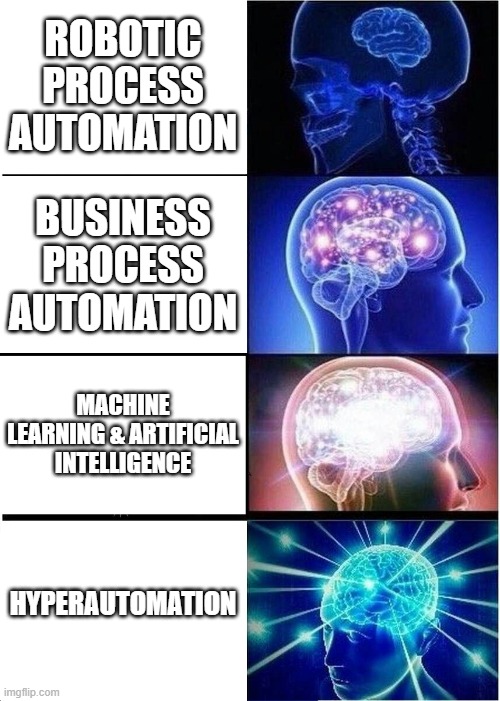 ROBOTIC
PROCESS
AUTOMATION
BUSINESS
PROCESS
AUTOMATION
MACHINE
LEARNING & ARTIFICIAL
INTELLIGENCE
HYPERAUTOMATION
imgflip.com